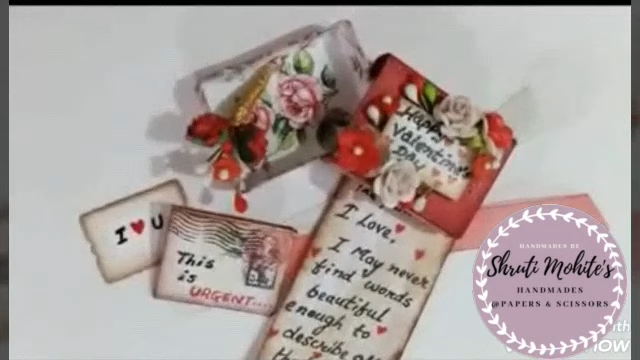 Happy
Valentine's
DAY
I ♥ U
This
is
URGENT....
I Love,
I May never
find words
beautiful
enough to
describe
HANDMADES BY
Shruti Mohite's
HANDMADES
@PAPERS & SCISSORS